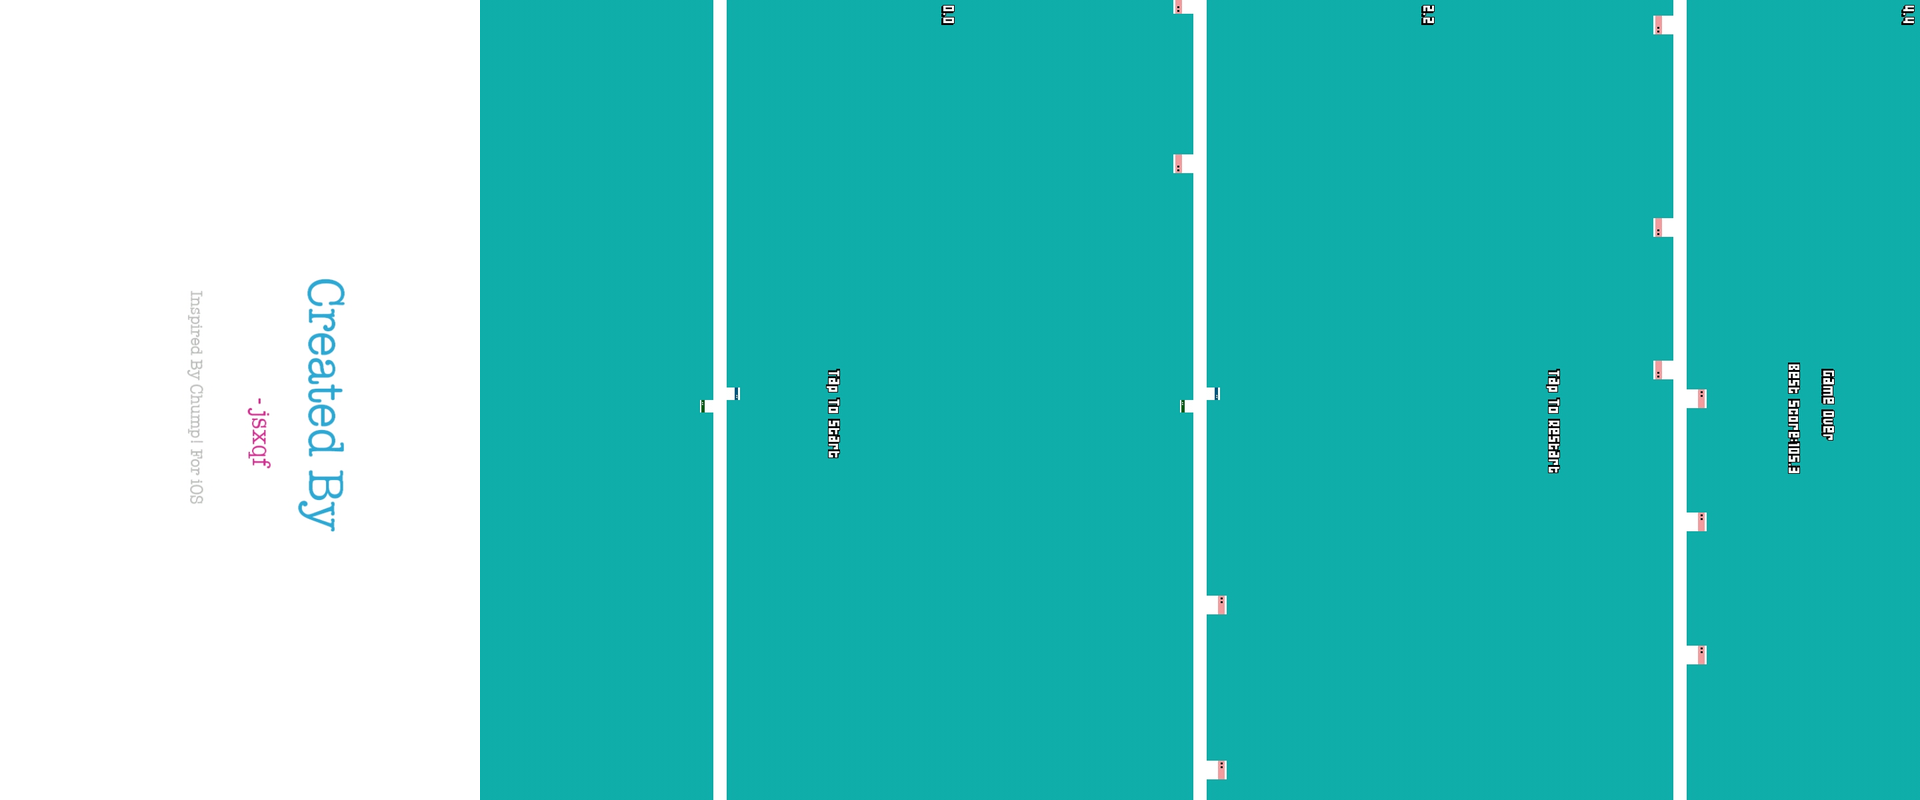 Created By
- jsxqf
Inspired By Chump! For iOS
0.0
Tap To Start
2.2
Tap To Restart
4.4
Game Over
Best Score:105.3